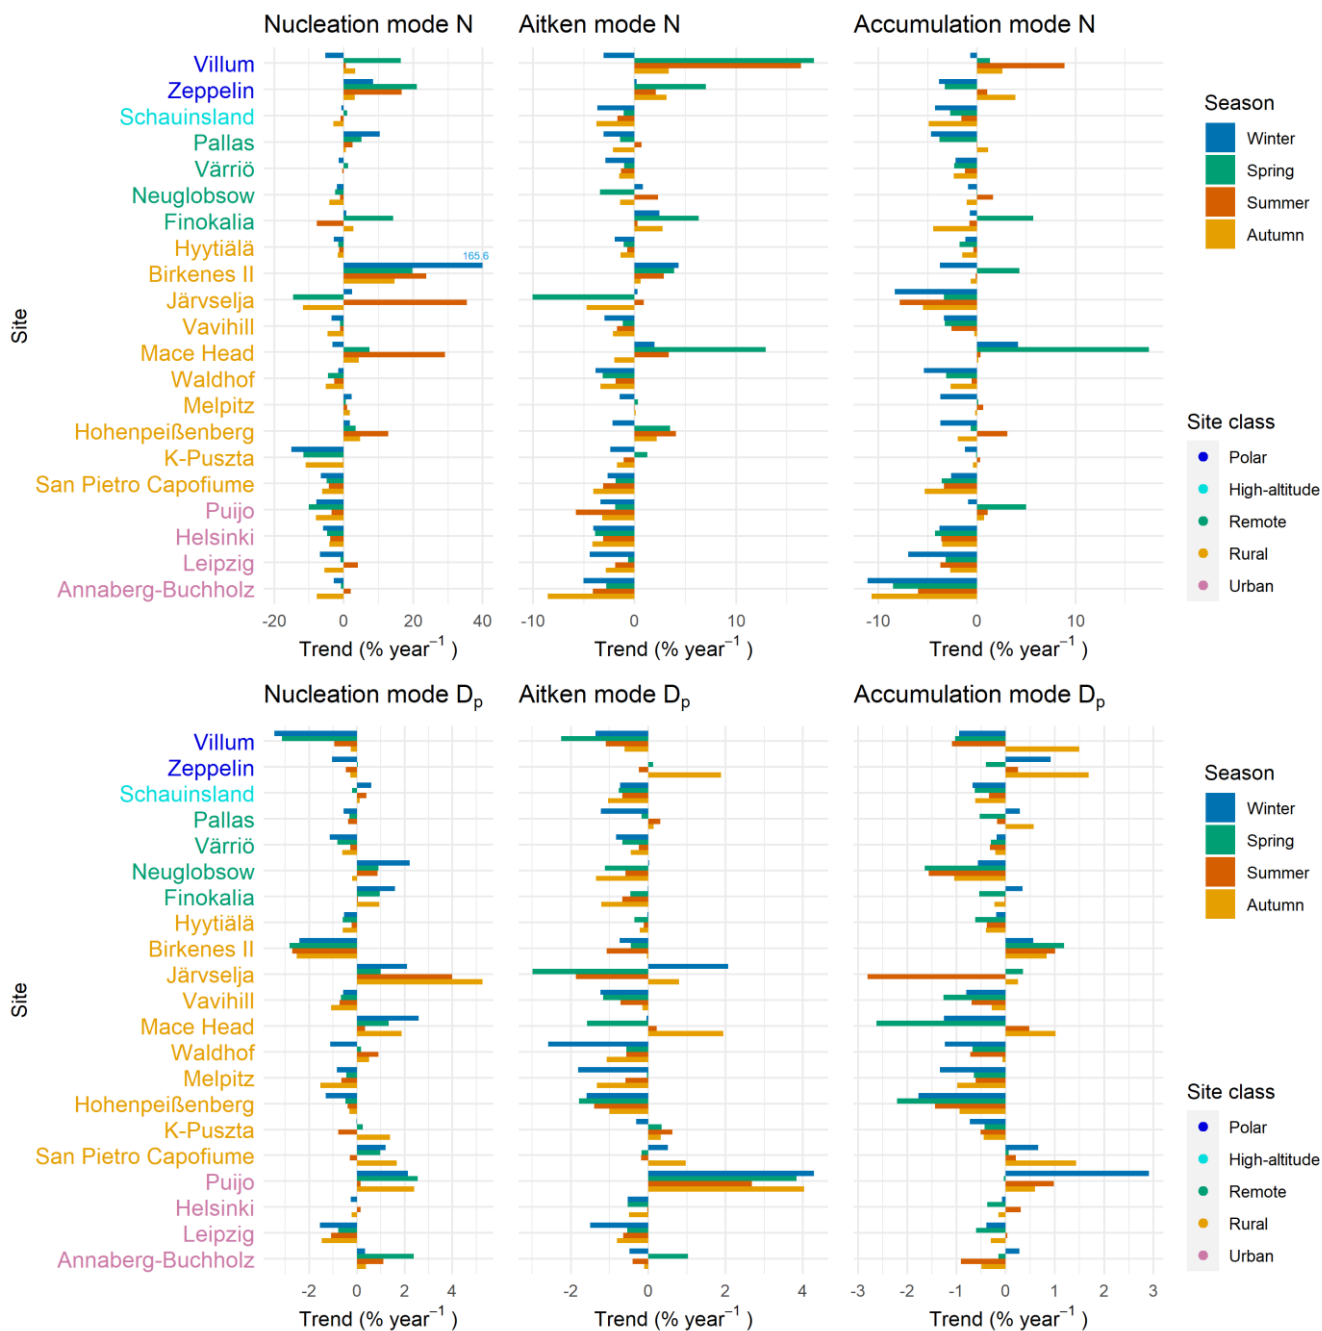 Nucleation mode N
Aitken mode N
Accumulation mode N
Site
Villum
Zeppelin
Schauinsland
Pallas
Värriö
Neuglobsow
Finokalia
Hyytiälä
Birkenes II
Järvselja
Vavihill
Mace Head
Waldhof
Melpitz
Hohenpeißenberg
K-Puszta
San Pietro Capofiume
Puijo
Helsinki
Leipzig
Annaberg-Buchholz
165.6
-20 0 20 40
-10 0 10
-10 0 10
Trend (% year⁻¹ )
Trend (% year⁻¹ )
Trend (% year⁻¹ )
Season
Winter
Spring
Summer
Autumn
Site class
Polar
High-altitude
Remote
Rural
Urban
Nucleation mode Dₚ
Aitken mode Dₚ
Accumulation mode Dₚ
Site
Villum
Zeppelin
Schauinsland
Pallas
Värriö
Neuglobsow
Finokalia
Hyytiälä
Birkenes II
Järvselja
Vavihill
Mace Head
Waldhof
Melpitz
Hohenpeißenberg
K-Puszta
San Pietro Capofiume
Puijo
Helsinki
Leipzig
Annaberg-Buchholz
-2 0 2 4
-2 0 2 4
-3 -2 -1 0 1 2 3
Trend (% year⁻¹ )
Trend (% year⁻¹ )
Trend (% year⁻¹ )
Season
Winter
Spring
Summer
Autumn
Site class
Polar
High-altitude
Remote
Rural
Urban